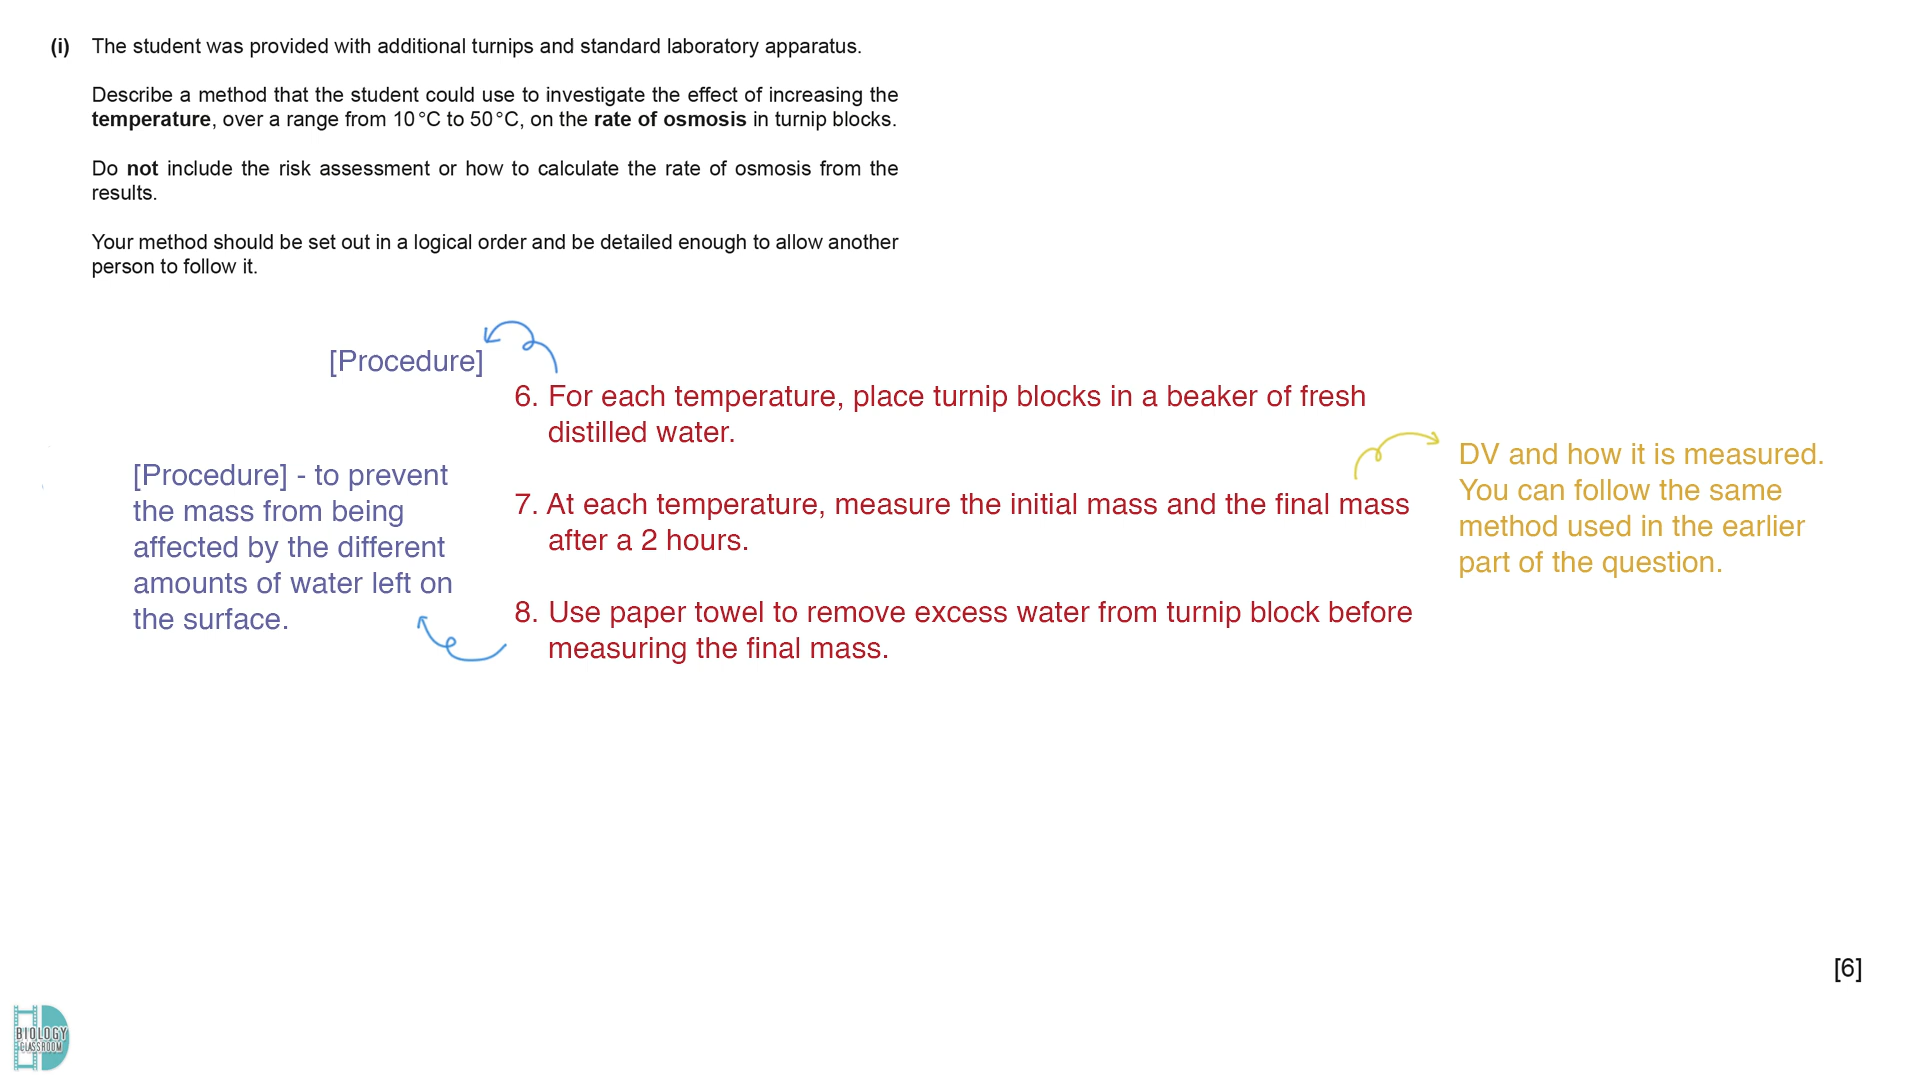 (i) The student was provided with additional turnips and standard laboratory apparatus.
Describe a method that the student could use to investigate the effect of increasing the
temperature, over a range from 10 °C to 50 °C, on the rate of osmosis in turnip blocks.
Do not include the risk assessment or how to calculate the rate of osmosis from the
results.
Your method should be set out in a logical order and be detailed enough to allow another
person to follow it.
[Procedure]
6. For each temperature, place turnip blocks in a beaker of fresh
distilled water.
[Procedure] - to prevent
the mass from being
affected by the different
amounts of water left on
the surface.
7. At each temperature, measure the initial mass and the final mass
after a 2 hours.
DV and how it is measured.
You can follow the same
method used in the earlier
part of the question.
8. Use paper towel to remove excess water from turnip block before
measuring the final mass.
[6]
BIOLOGY
CLASSROOM